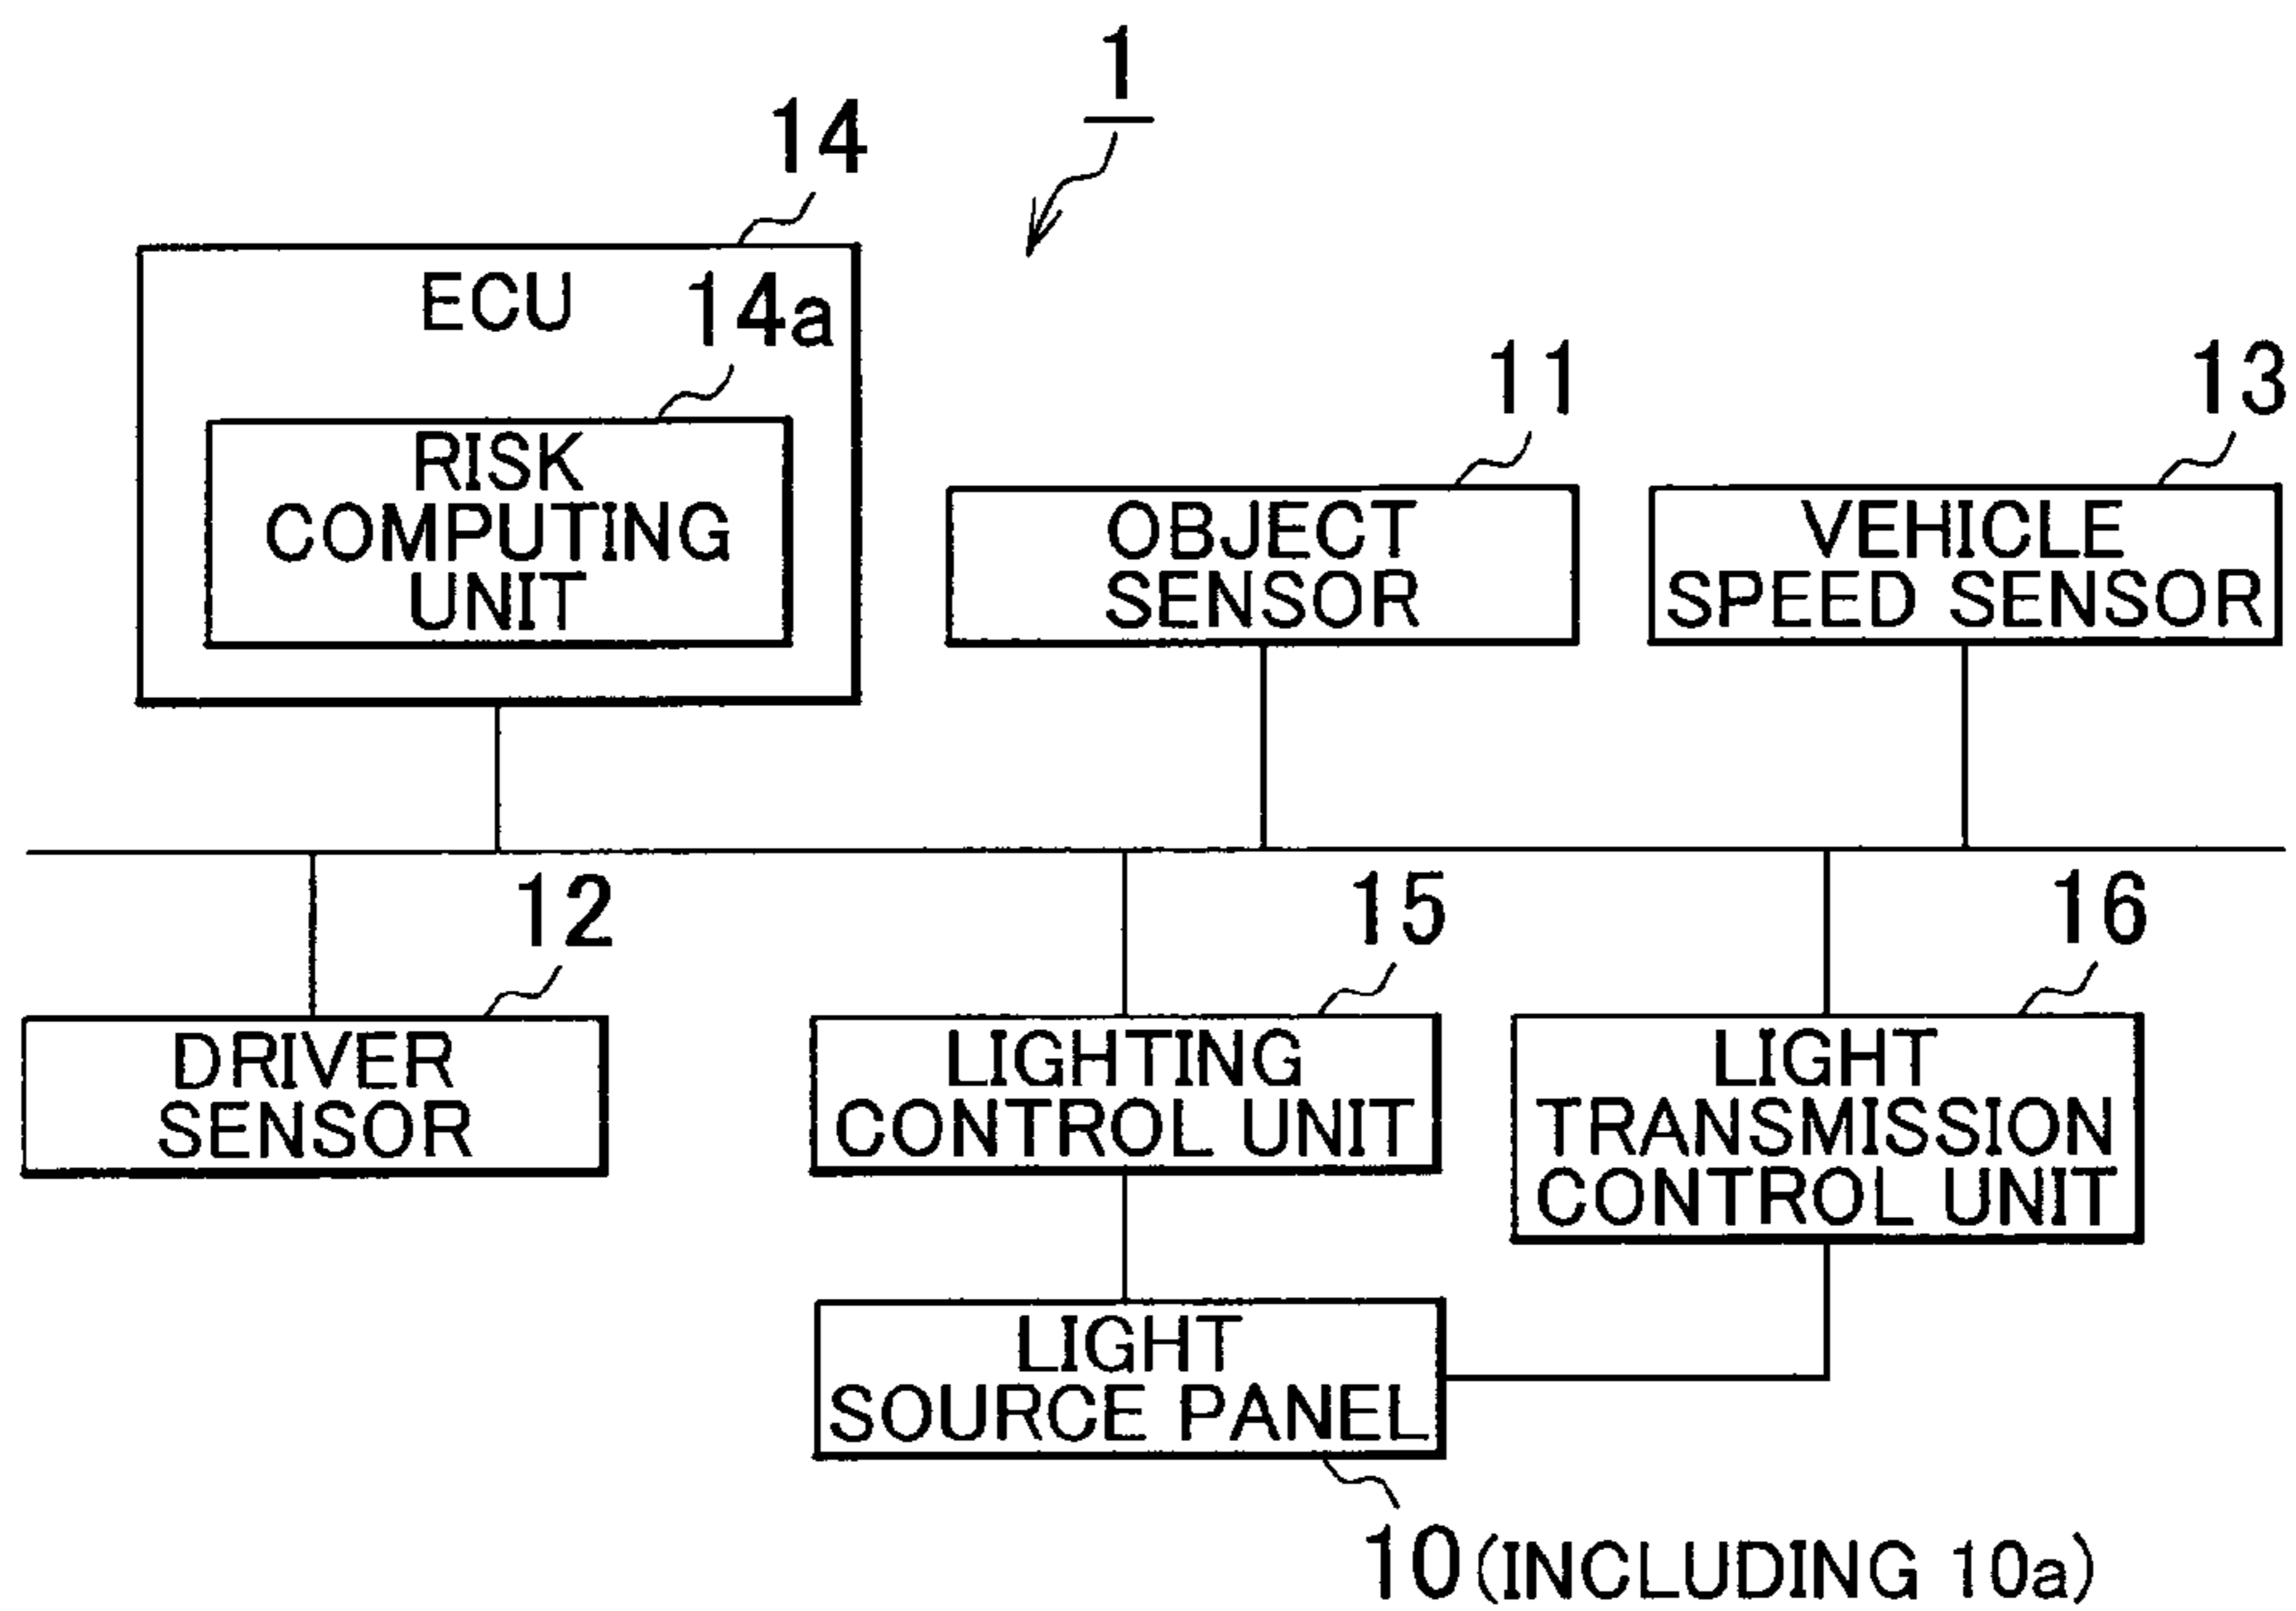 1
14
ECU
14a
RISK
COMPUTING
UNIT
11
OBJECT
SENSOR
13
VEHICLE
SPEED SENSOR
12
DRIVER
SENSOR
15
LIGHTING
CONTROL UNIT
16
LIGHT
TRANSMISSION
CONTROL UNIT
LIGHT
SOURCE PANEL
10 (INCLUDING 10a)